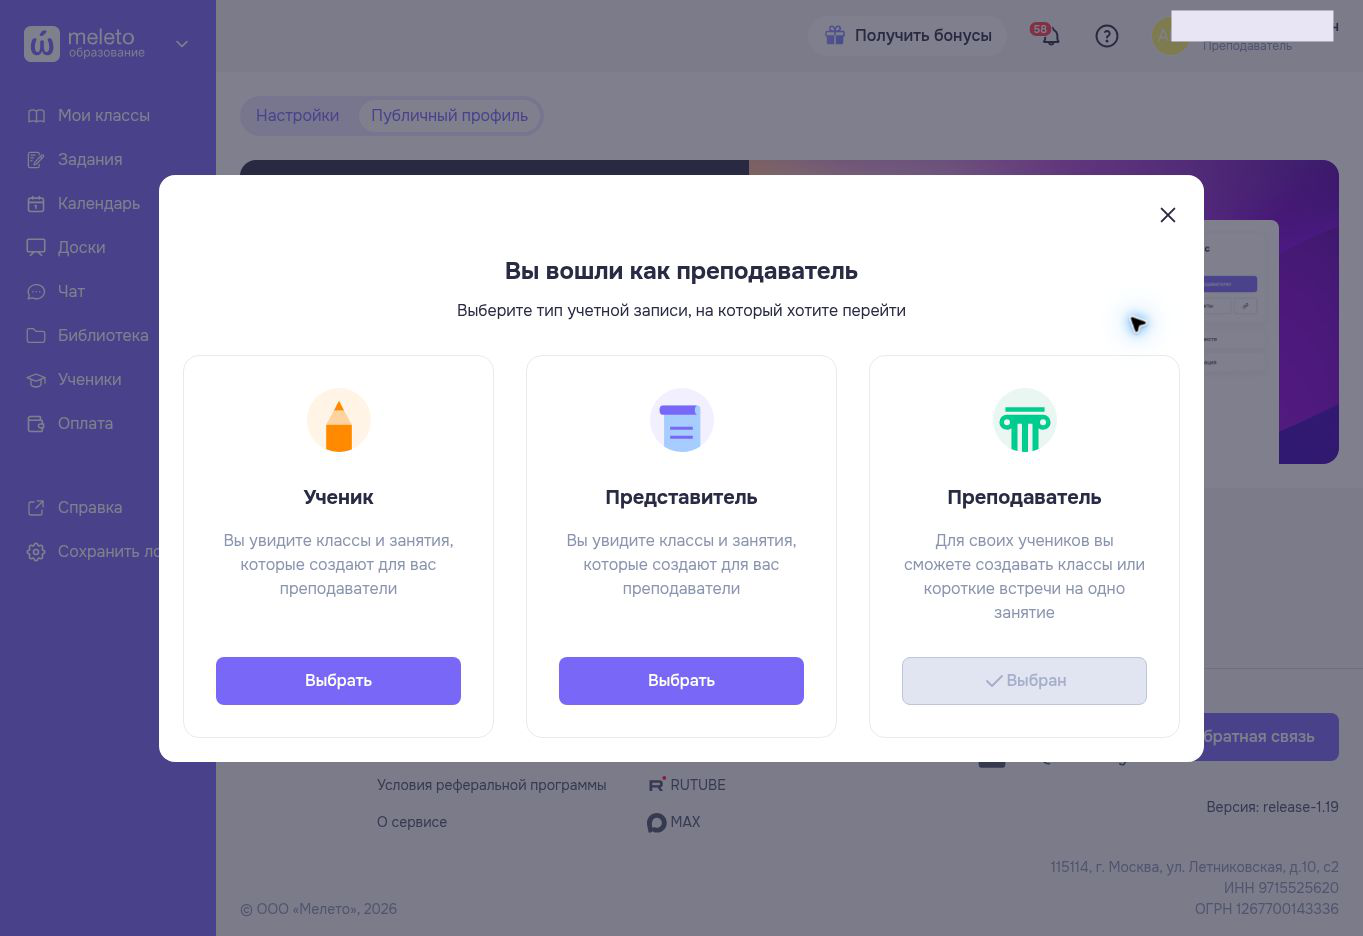 meleto
образование
Получить бонусы
58
Преподаватель
Мои классы
Задания
Календарь
Доски
Чат
Библиотека
Ученики
Оплата
Справка
Сохранить
Настройки
Публичный профиль
Вы вошли как преподаватель
Выберите тип учетной записи, на который хотите перейти
Ученик
Вы увидите классы и занятия,
которые создают для вас
преподаватели
Выбрать
Представитель
Вы увидите классы и занятия,
которые создают для вас
преподаватели
Выбрать
Преподаватель
Для своих учеников вы
сможете создавать классы или
короткие встречи на одно
занятие
Выбран
связь
Условия реферальной программы
RUTUBE
О сервисе
MAX
Версия: release-1.19
115114, г. Москва, ул. Летниковская, д.10, с2
ИНН 9715525620
ОГРН 1267700143336
© ООО «Мелето», 2026